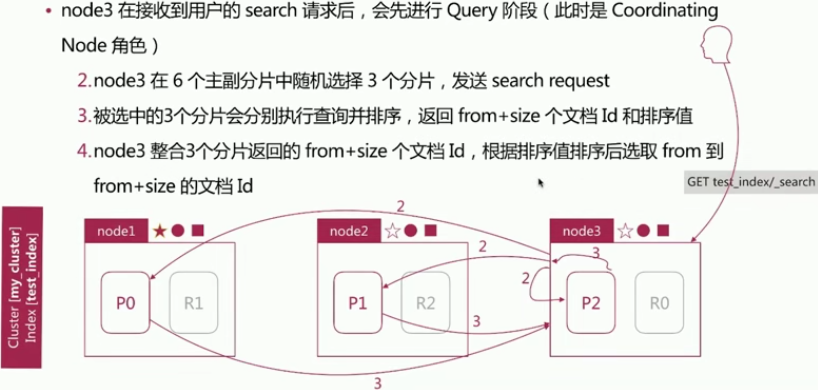 • node3 在接收到用户的 search 请求后，会先进行 Query 阶段（此时是 Coordinating
Node 角色）
2.node3 在 6 个主副分片中随机选择 3 个分片，发送 search request
3.被选中的3个分片会分别执行查询并排序，返回 from+size 个文档 Id 和排序值
4.node3 整合3个分片返回的 from+size 个文档 Id，根据排序值排序后选取 from 到
from+size 的文档 Id
GET test_index/_search
Cluster [my_cluster]
Index [test_index]
node1
node2
node3
2
2
3
2
P0
R1
P1
R2
P2
R0
3
3